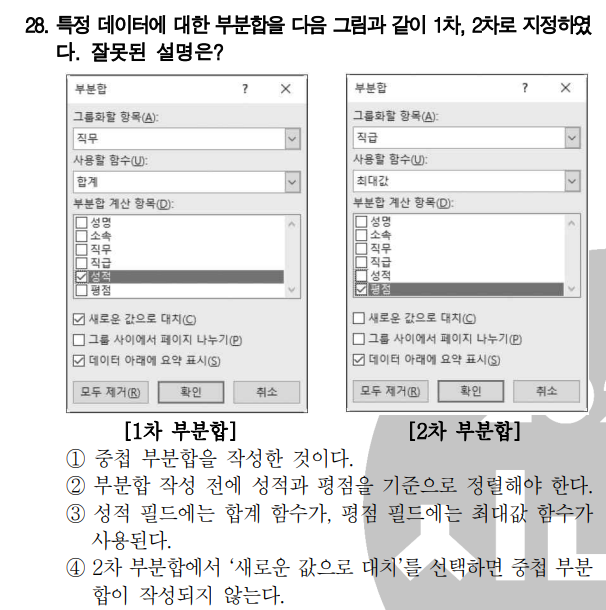 28. 특정 데이터에 대한 부분합을 다음 그림과 같이 1차, 2차로 지정하였
다. 잘못된 설명은?
부분합 ? ×
그룹화할 항목(A):
직무
사용할 함수(U):
합계
부분합 계산 항목(D):
성명
소속
직무
직급
성적
평점
새로운 값으로 대치(C)
그룹 사이에서 페이지 나누기(P)
데이터 아래에 요약 표시(S)
모두 제거(R) 확인 취소
[1차 부분합]
부분합 ? ×
그룹화할 항목(A):
직급
사용할 함수(U):
최대값
부분합 계산 항목(D):
성명
소속
직무
직급
성적
평점
새로운 값으로 대치(C)
그룹 사이에서 페이지 나누기(P)
데이터 아래에 요약 표시(S)
모두 제거(R) 확인 취소
[2차 부분합]
① 중첩 부분합을 작성한 것이다.
② 부분합 작성 전에 성적과 평점을 기준으로 정렬해야 한다.
③ 성적 필드에는 합계 함수가, 평점 필드에는 최대값 함수가
사용된다.
④ 2차 부분합에서 ‘새로운 값으로 대치’를 선택하면 중첩 부분
합이 작성되지 않는다.